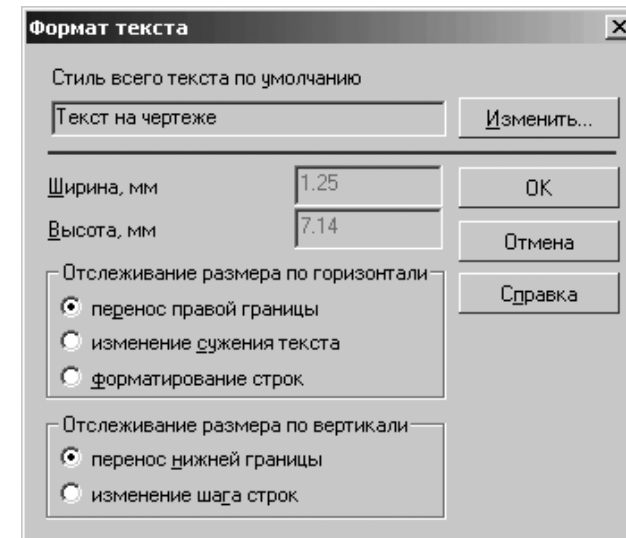 Формат текста
Стиль всего текста по умолчанию
Текст на чертеже
Изменить...
Ширина, мм
1.25
OK
Высота, мм
7.14
Отмена
Отслеживание размера по горизонтали
Справка
перенос правой границы
изменение сужения текста
форматирование строк
Отслеживание размера по вертикали
перенос нижней границы
изменение шага строк